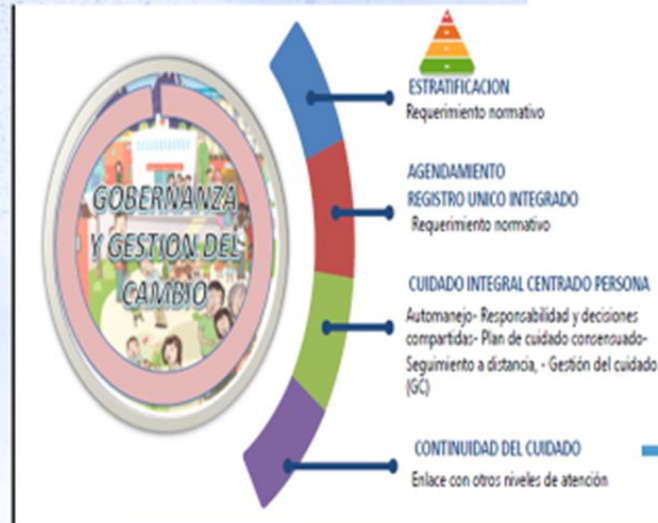 GOBERNANZA
Y GESTION DEL
CAMBIO
ESTRATIFICACION
Requerimiento normativo
AGENDAMIENTO
REGISTRO UNICO INTEGRADO
Requerimiento normativo
CUIDADO INTEGRAL CENTRADO PERSONA
Automanejo- Responsabilidad y decisiones
compartidas- Plan de cuidado consensuado-
Seguimiento a distancia, - Gestión del cuidado
(GC)
CONTINUIDAD DEL CUIDADO
Enlace con otros niveles de atención